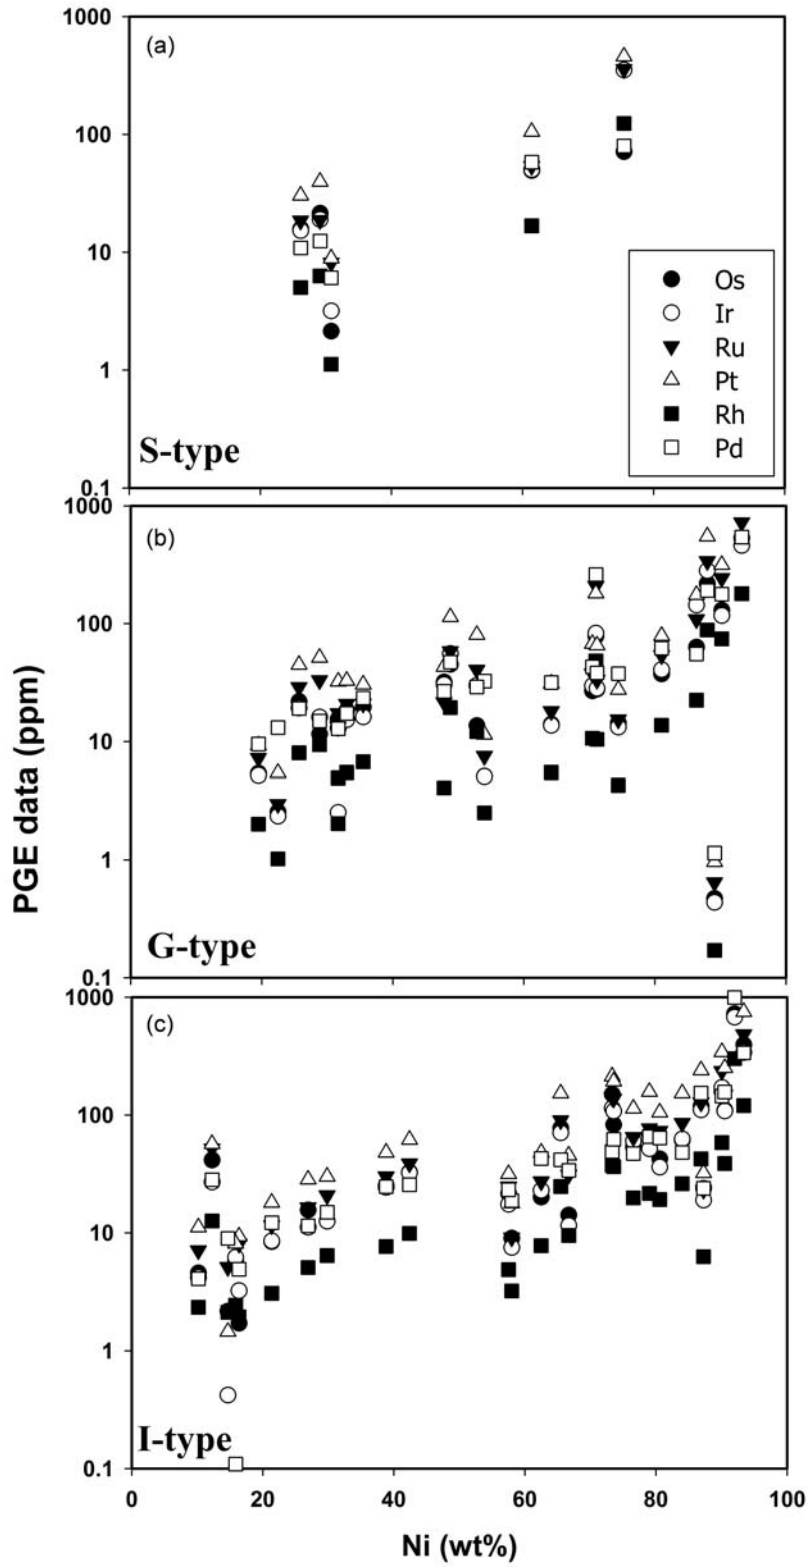 1000
(a)
100
10
1
0.1
S-type
Os
Ir
Ru
Pt
Rh
Pd
1000
(b)
100
10
1
0.1
G-type
PGE data (ppm)
1000
(c)
100
10
1
0.1
I-type
0 20 40 60 80 100
Ni (wt%)